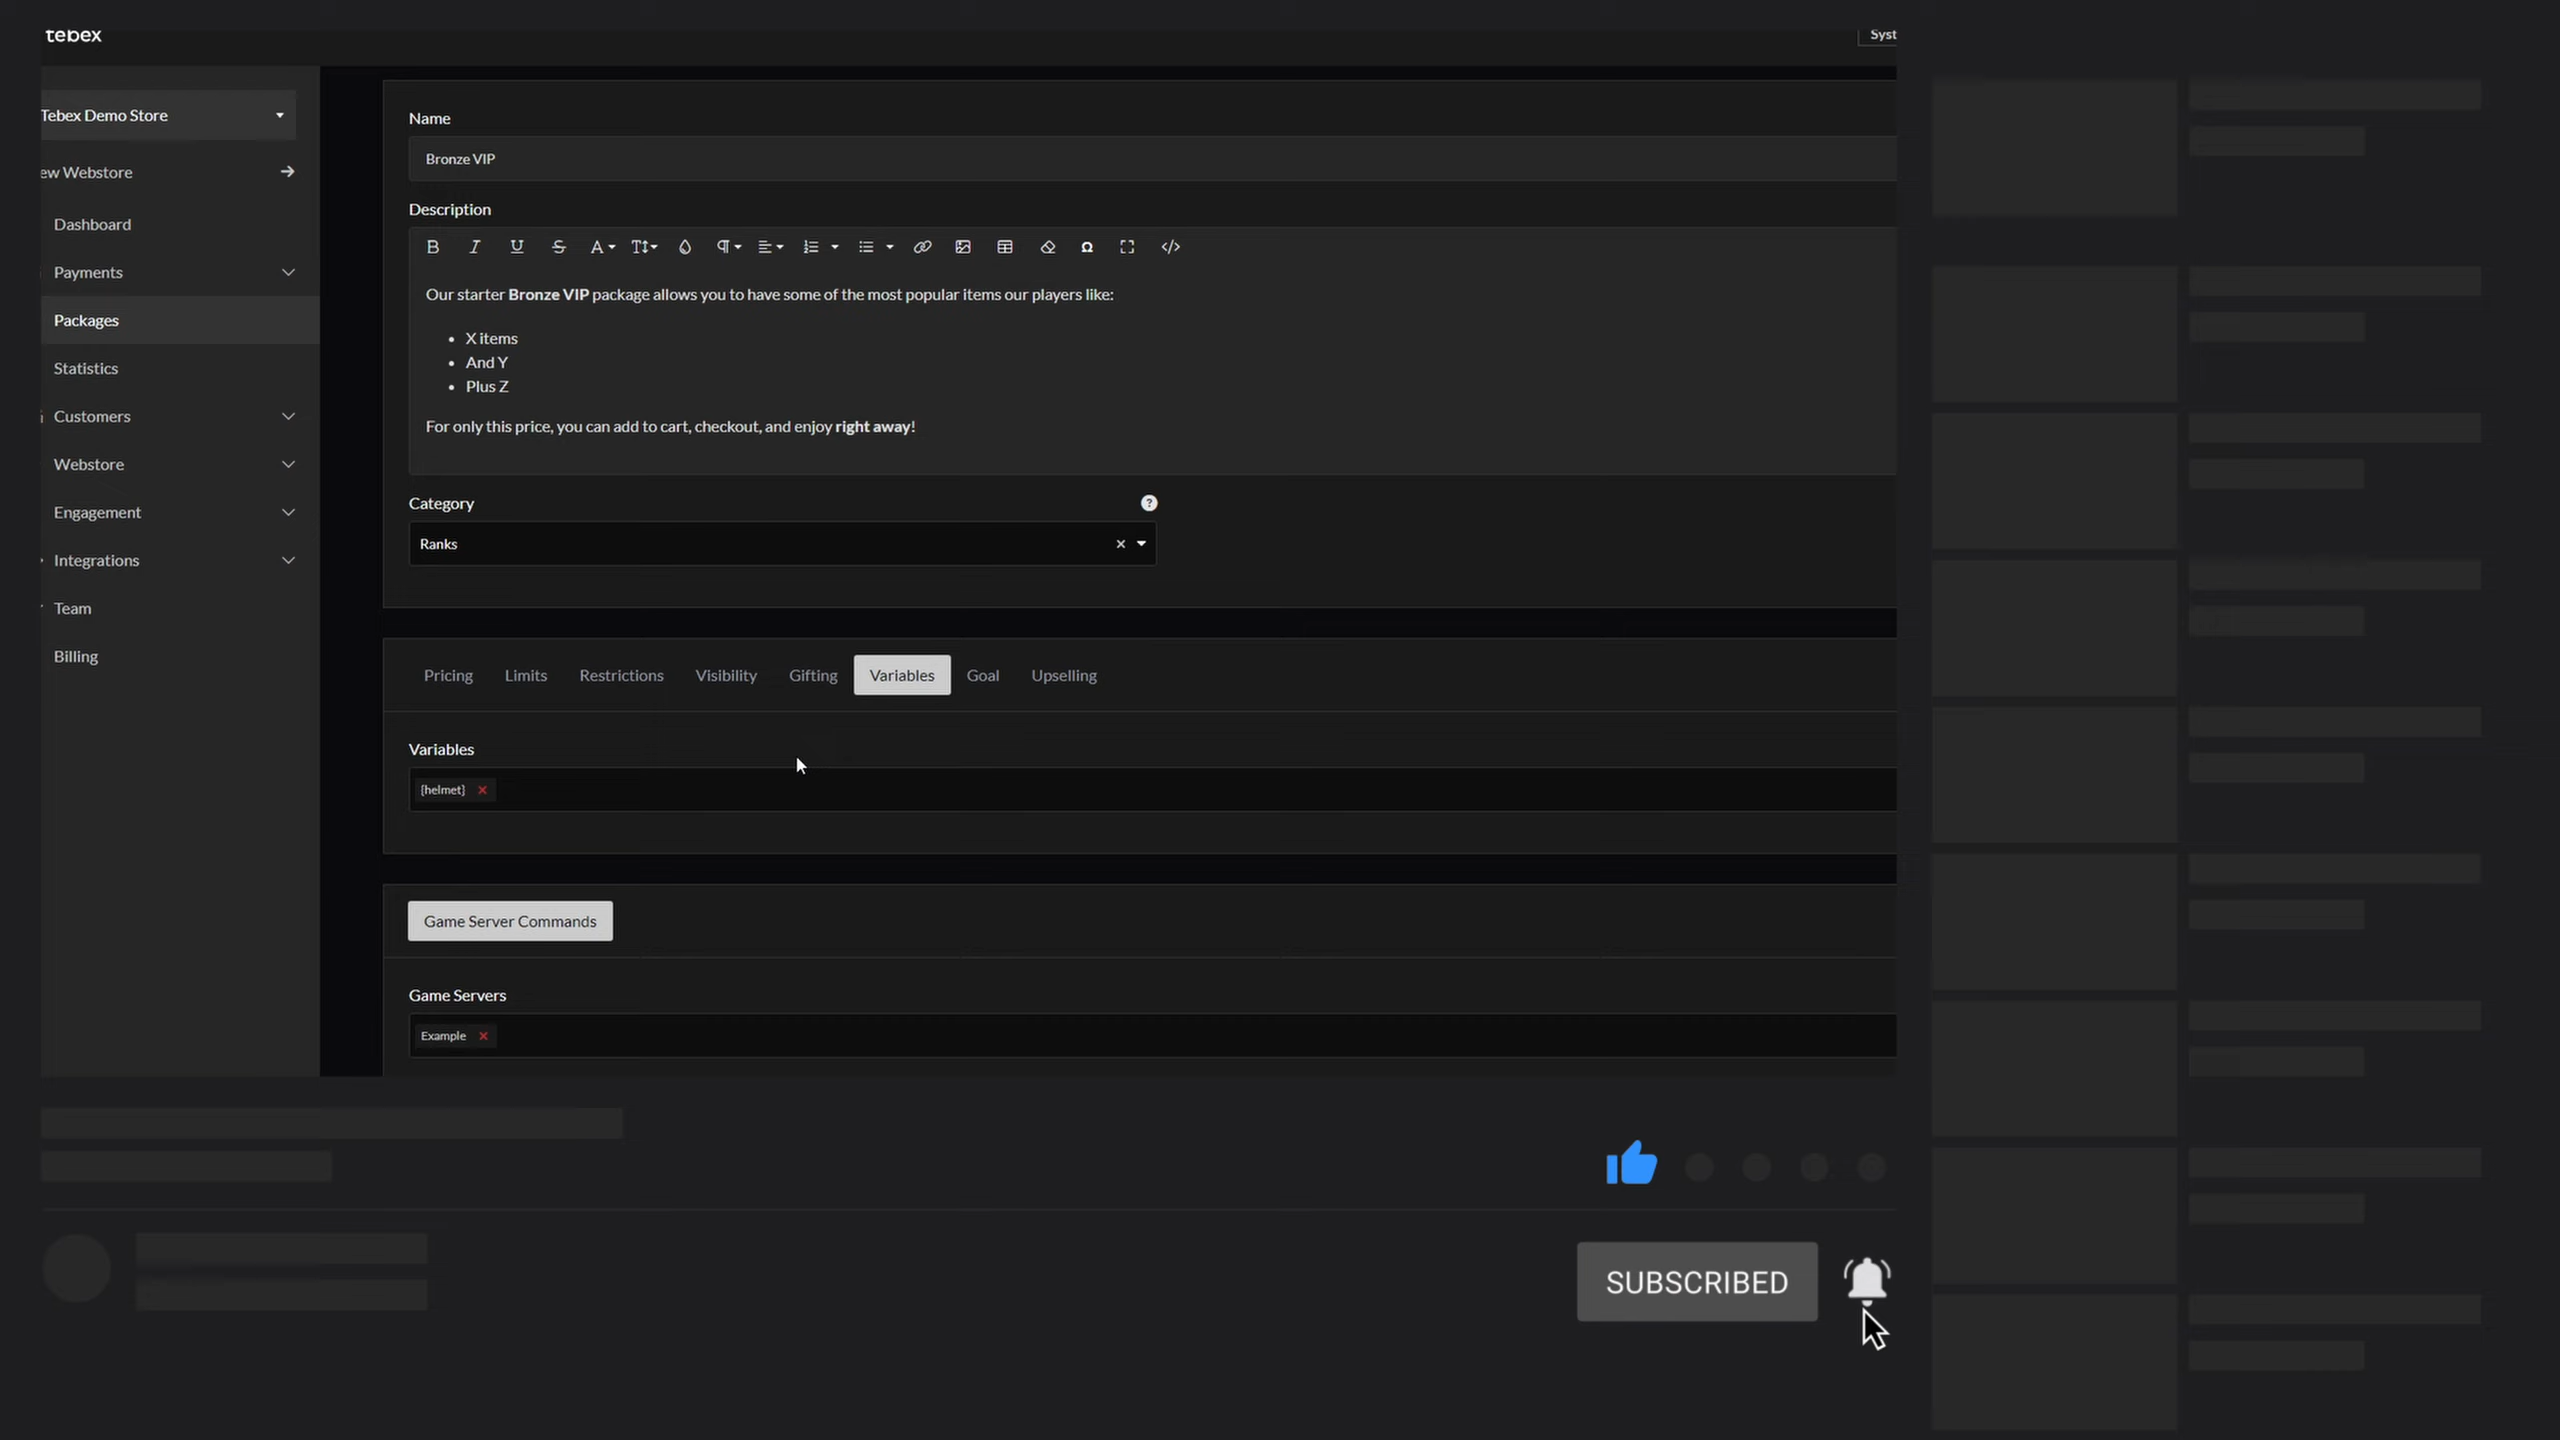 tebex
Syst
Tebex Demo Store
ew Webstore
Dashboard
Payments
Packages
Statistics
Customers
Webstore
Engagement
Integrations
Team
Billing
Name
Bronze VIP
Description
Our starter Bronze VIP package allows you to have some of the most popular items our players like:
• X items
• And Y
• Plus Z
For only this price, you can add to cart, checkout, and enjoy right away!
Category
Ranks
Pricing Limits Restrictions Visibility Gifting Variables Goal Upselling
Variables
{helmet}
Game Server Commands
Game Servers
Example
SUBSCRIBED